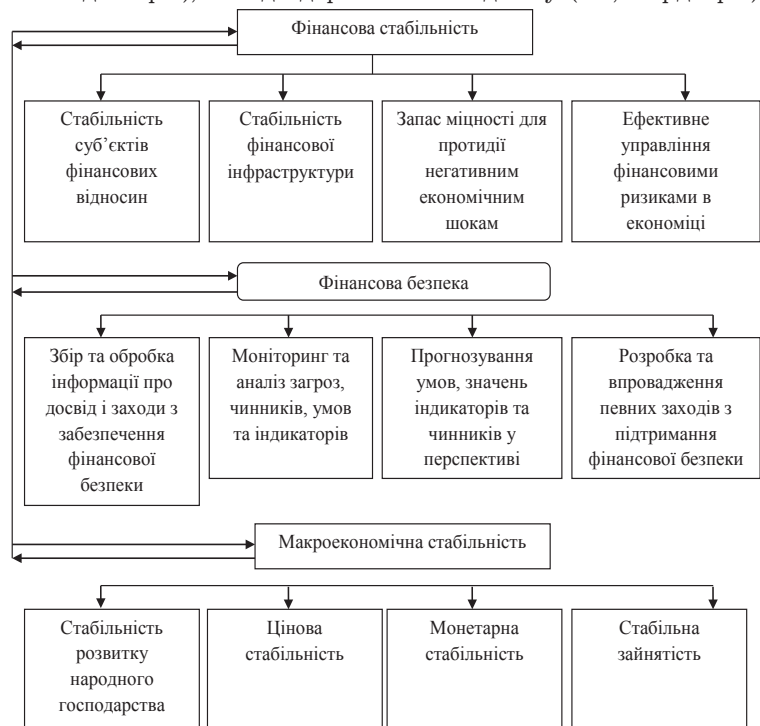 Фінансова стабільність
Стабільність
суб’єктів
фінансових
відносин
Стабільність
фінансової
інфраструктури
Запас міцності для
протидії
негативним
економічним
шокам
Ефективне
управління
фінансовими
ризиками в
економіці
Фінансова безпека
Збір та обробка
інформації про
досвід і заходи з
забезпечення
фінансової
безпеки
Моніторинг та
аналіз загроз,
чинників, умов
та індикаторів
Прогнозування
умов, значень
індикаторів та
чинників у
перспективі
Розробка та
впровадження
певних заходів з
підтримання
фінансової безпеки
Макроекономічна стабільність
Стабільність
розвитку
народного
господарства
Цінова
стабільність
Монетарна
стабільність
Стабільна
зайнятість